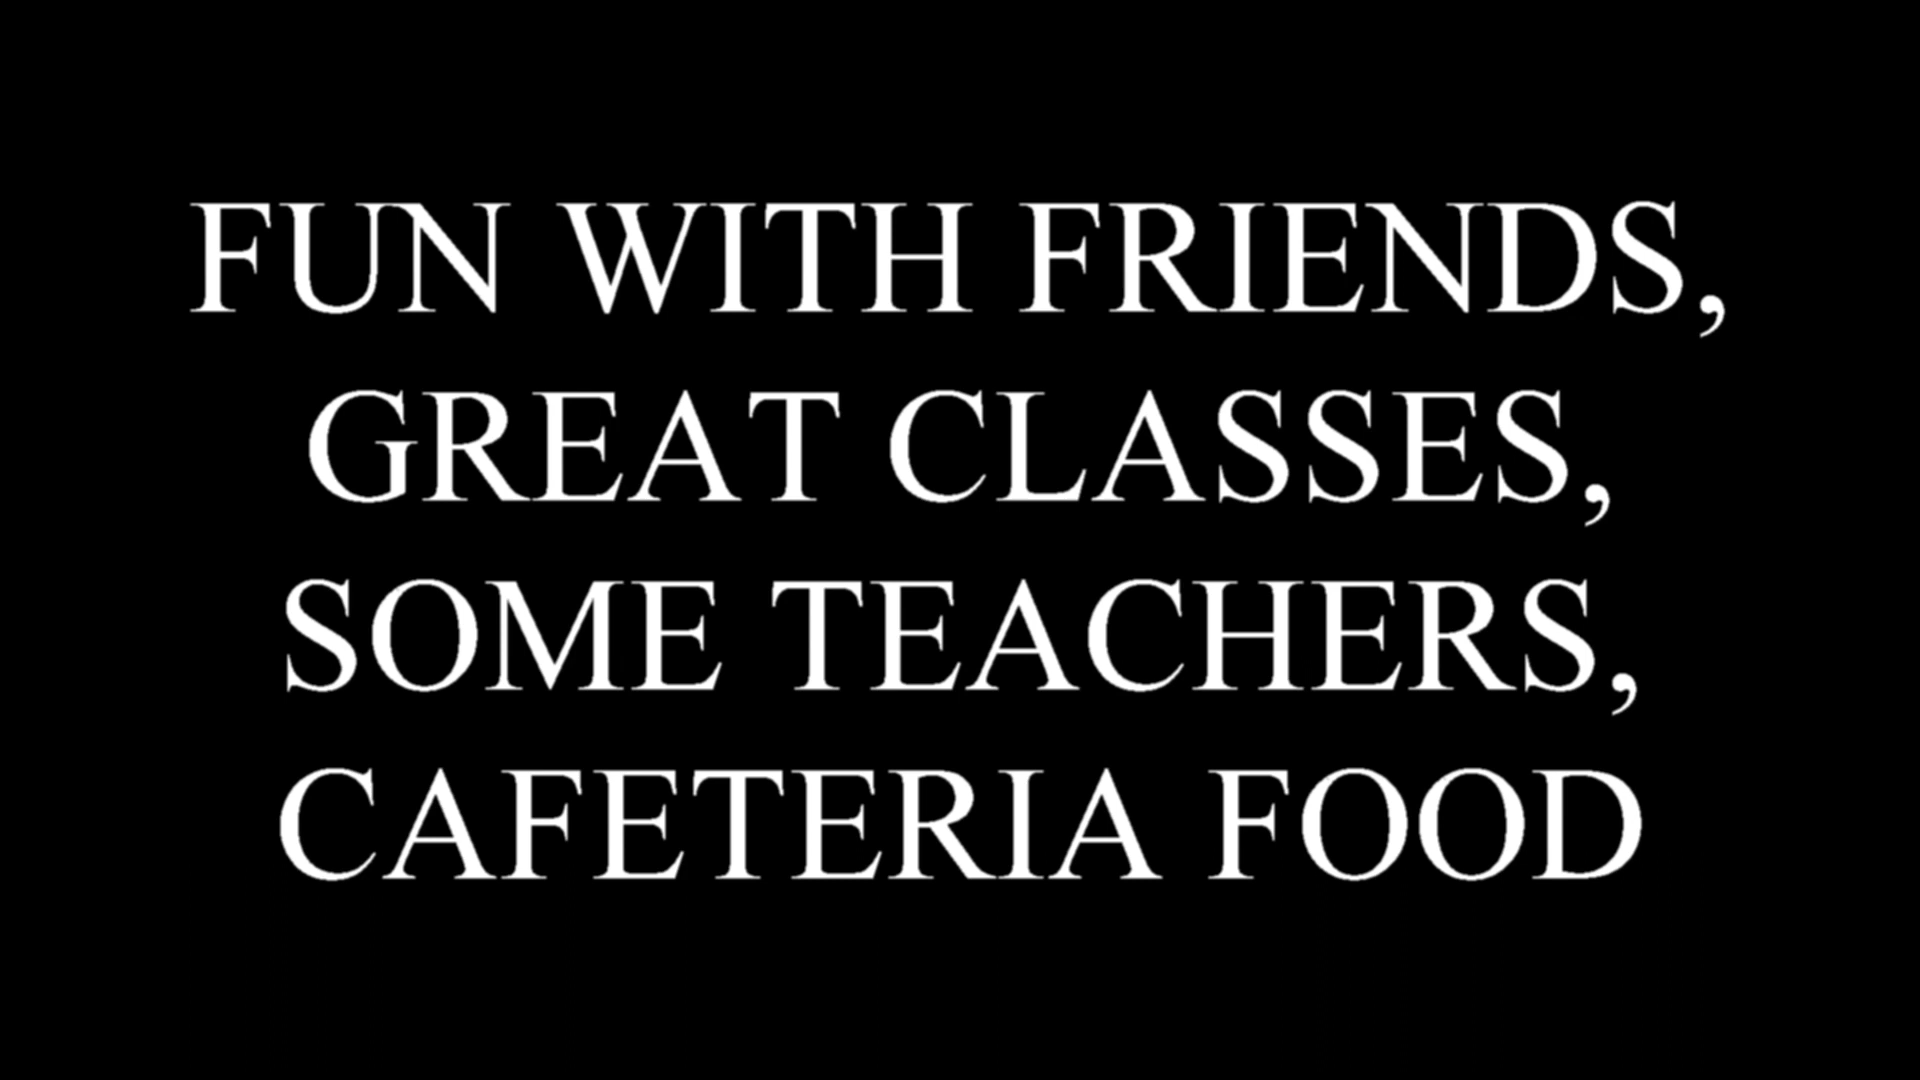 FUN WITH FRIENDS,
GREAT CLASSES,
SOME TEACHERS,
CAFETERIA FOOD